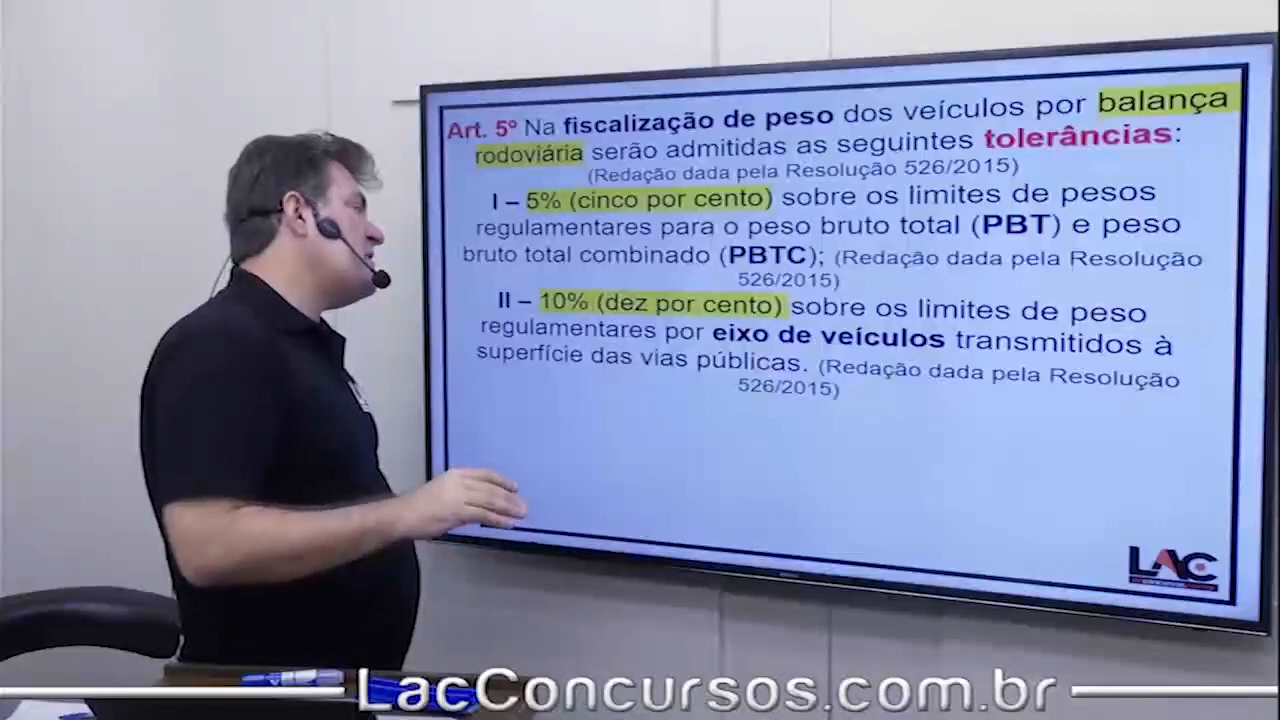 Art. 5º Na fiscalização de peso dos veículos por balança
rodoviária serão admitidas as seguintes tolerâncias:
(Redação dada pela Resolução 526/2015)
I – 5% (cinco por cento) sobre os limites de pesos
regulamentares para o peso bruto total (PBT) e peso
bruto total combinado (PBTC); (Redação dada pela Resolução
526/2015)
II – 10% (dez por cento) sobre os limites de peso
regulamentares por eixo de veículos transmitidos à
superfície das vias públicas. (Redação dada pela Resolução
526/2015)
LAC
LacConcursos.com.br